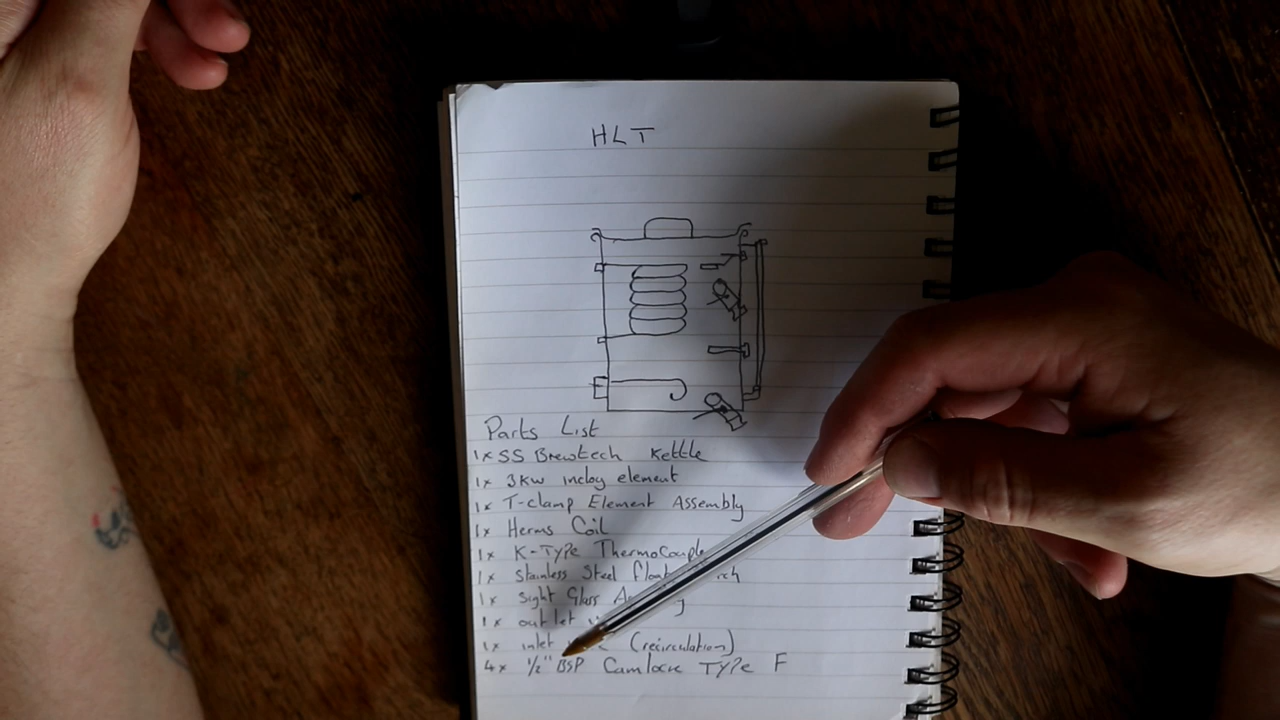 HLT
Parts List
1x SS Brewtech Kettle
1x 3Kw incloy element
1x T-clamp Element Assembly
1x Herms Coil
1x K-Type ThermoCouple
1x Stainless Steel float
1x Sight Glass
1x outlet
1x inlet (recirculation)
4x 1/2" BSP Camlock TYPe F